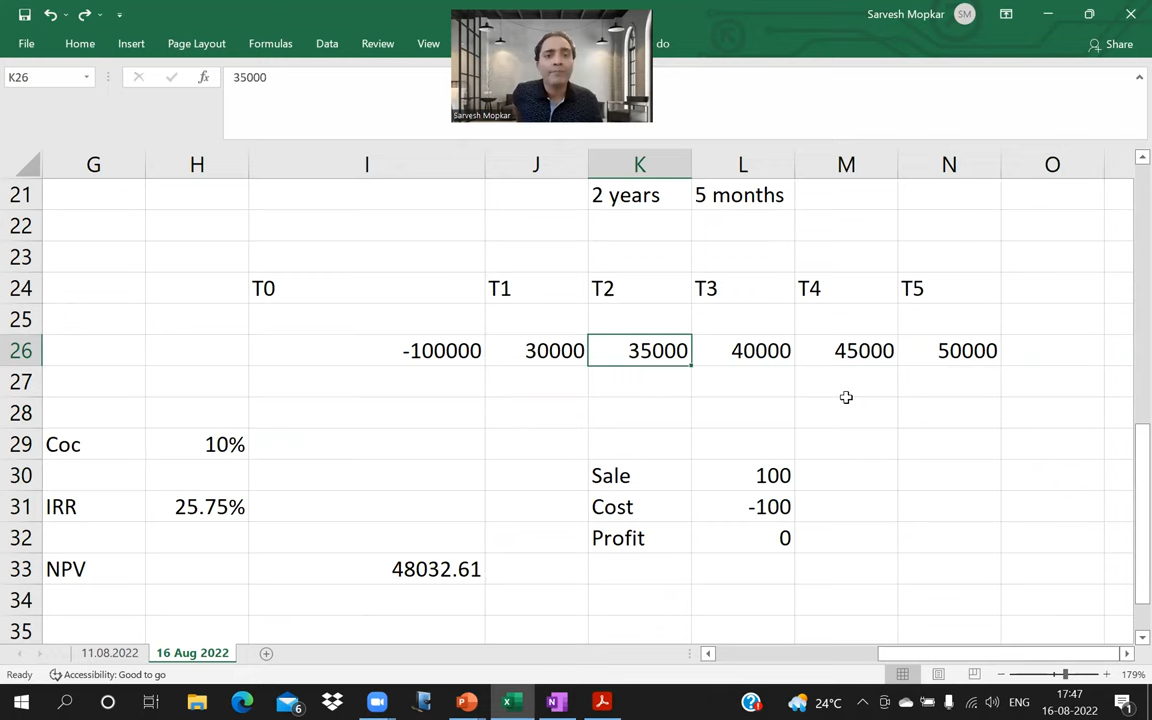 Sarvesh Mopkar SM
File Home Insert Page Layout Formulas Data Review View do Share
Sarvesh Mopkar
K26 fx 35000
G H I J K L M N O
21 2 years 5 months
22
23
24 T0 T1 T2 T3 T4 T5
25
26 -100000 30000 35000 40000 45000 50000
27
28
29 Coc 10%
30 Sale 100
31 IRR 25.75% Cost -100
32 Profit 0
33 NPV 48032.61
34
35
11.08.2022 16 Aug 2022
Ready Accessibility: Good to go 179%
6 24°C ENG 17:47
16-08-2022 1